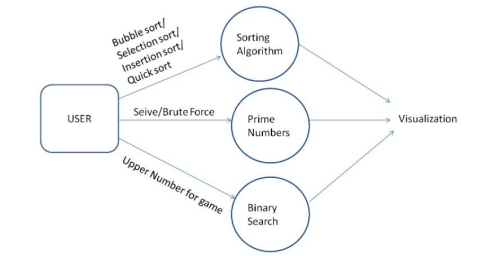 Bubble sort/
Selection sort/
Insertion sort/
Quick sort
Sorting
Algorithm
USER
Seive/Brute Force
Prime
Numbers
Visualization
Upper Number for game
Binary
Search